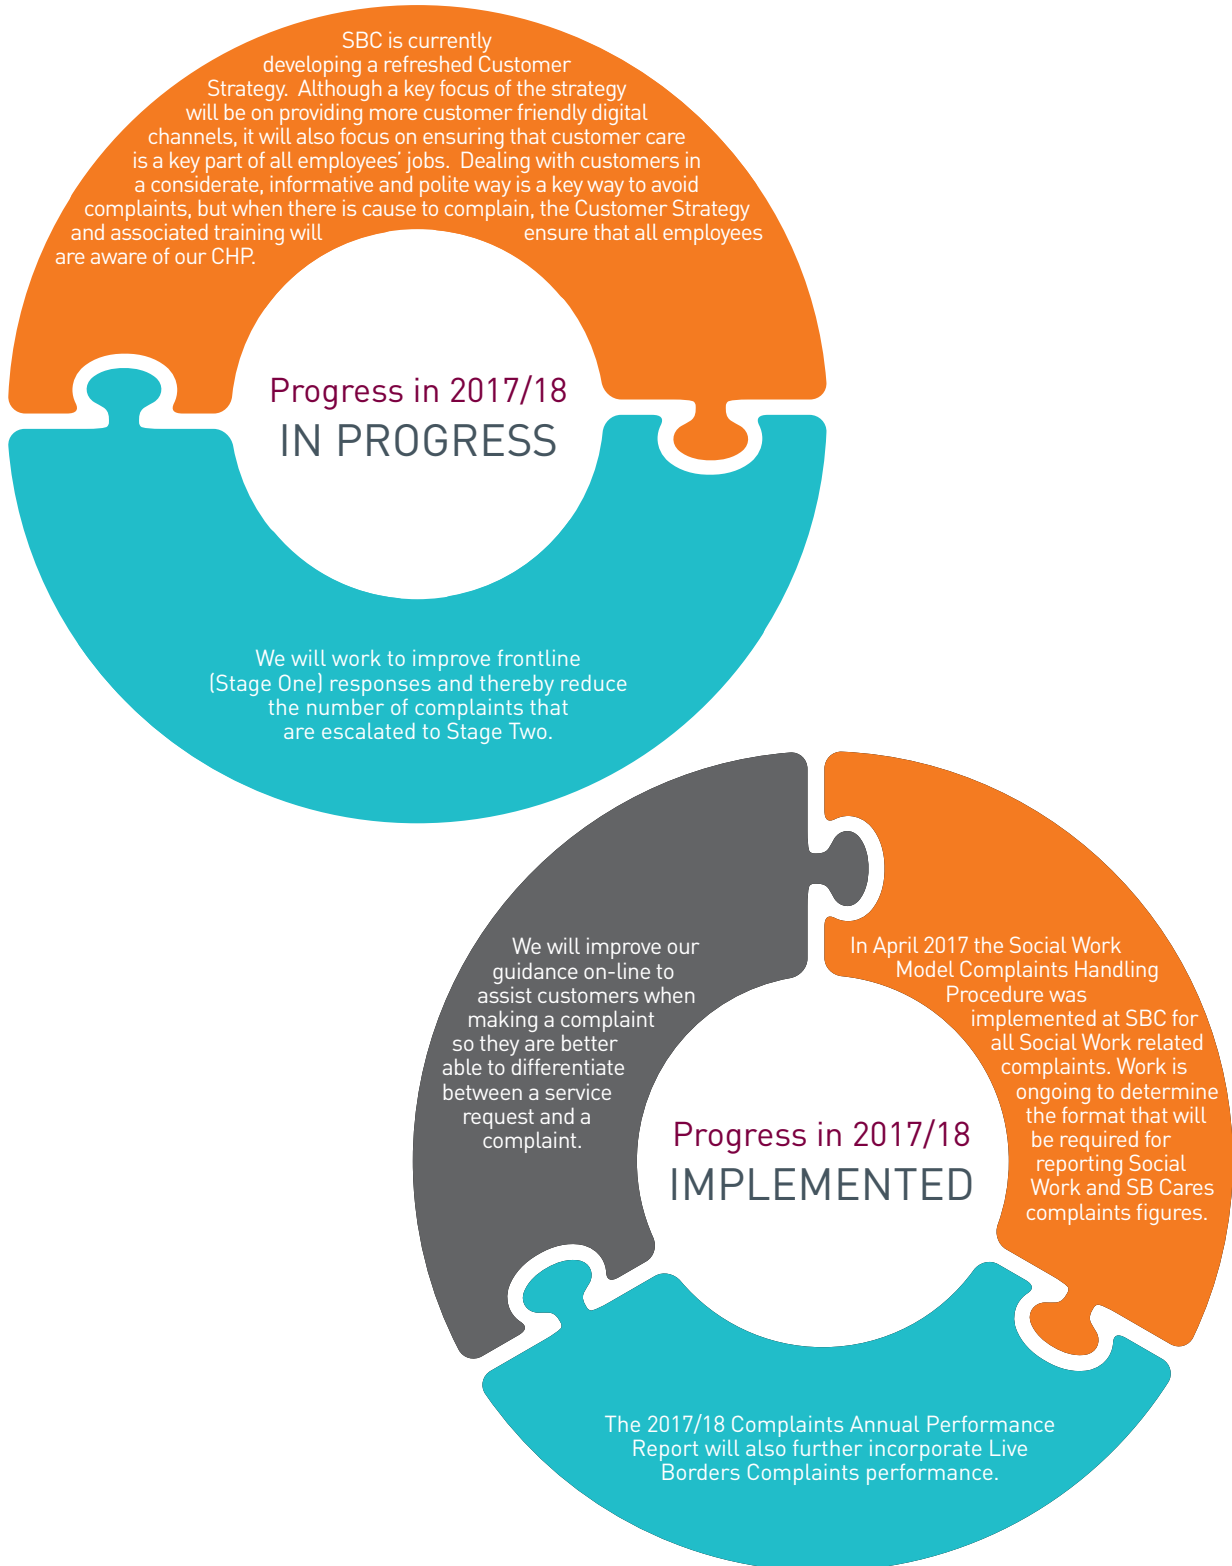 SBC is currently
developing a refreshed Customer
Strategy. Although a key focus of the strategy
will be on providing more customer friendly digital
channels, it will also focus on ensuring that customer care
is a key part of all employees' jobs. Dealing with customers in
a considerate, informative and polite way is a key way to avoid
complaints, but when there is cause to complain, the Customer Strategy
and associated training will ensure that all employees
are aware of our CHP.
Progress in 2017/18
IN PROGRESS
We will work to improve frontline
(Stage One) responses and thereby reduce
the number of complaints that
are escalated to Stage Two.
We will improve our
guidance on-line to
assist customers when
making a complaint
so they are better
able to differentiate
between a service
request and a
complaint.
In April 2017 the Social Work
Model Complaints Handling
Procedure was
implemented at SBC for
all Social Work related
complaints. Work is
ongoing to determine
the format that will
be required for
reporting Social
Work and SB Cares
complaints figures.
Progress in 2017/18
IMPLEMENTED
The 2017/18 Complaints Annual Performance
Report will also further incorporate Live
Borders Complaints performance.